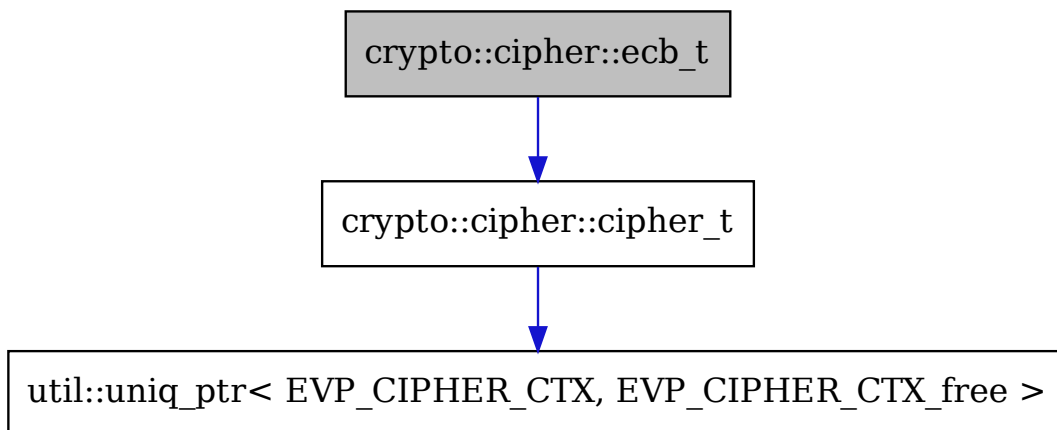 crypto::cipher::ecb_t
crypto::cipher::cipher_t
util::uniq_ptr< EVP_CIPHER_CTX, EVP_CIPHER_CTX_free >